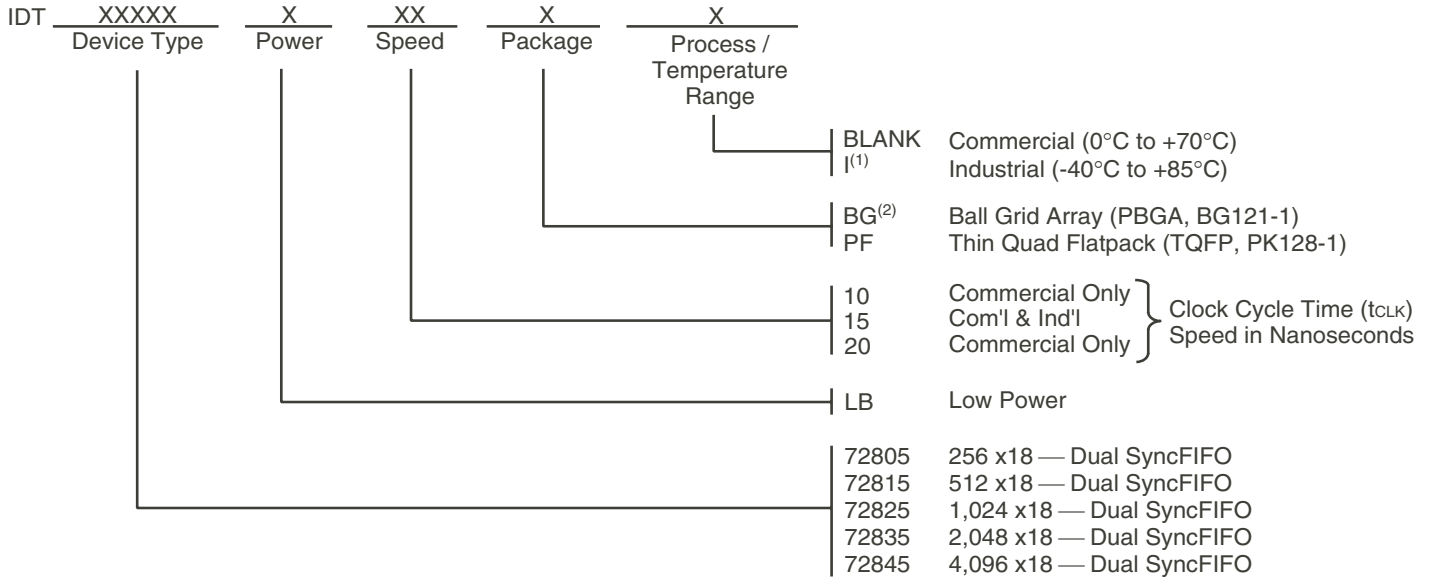 IDT XXXXX X XX X X
Device Type Power Speed Package Process /
Temperature
Range
BLANK Commercial (0°C to +70°C)
I(1) Industrial (-40°C to +85°C)
BG(2) Ball Grid Array (PBGA, BG121-1)
PF Thin Quad Flatpack (TQFP, PK128-1)
10 Commercial Only
15 Com'l & Ind'l
20 Commercial Only
Clock Cycle Time (tCLK)
Speed in Nanoseconds
LB Low Power
72805 256 x18 — Dual SyncFIFO
72815 512 x18 — Dual SyncFIFO
72825 1,024 x18 — Dual SyncFIFO
72835 2,048 x18 — Dual SyncFIFO
72845 4,096 x18 — Dual SyncFIFO